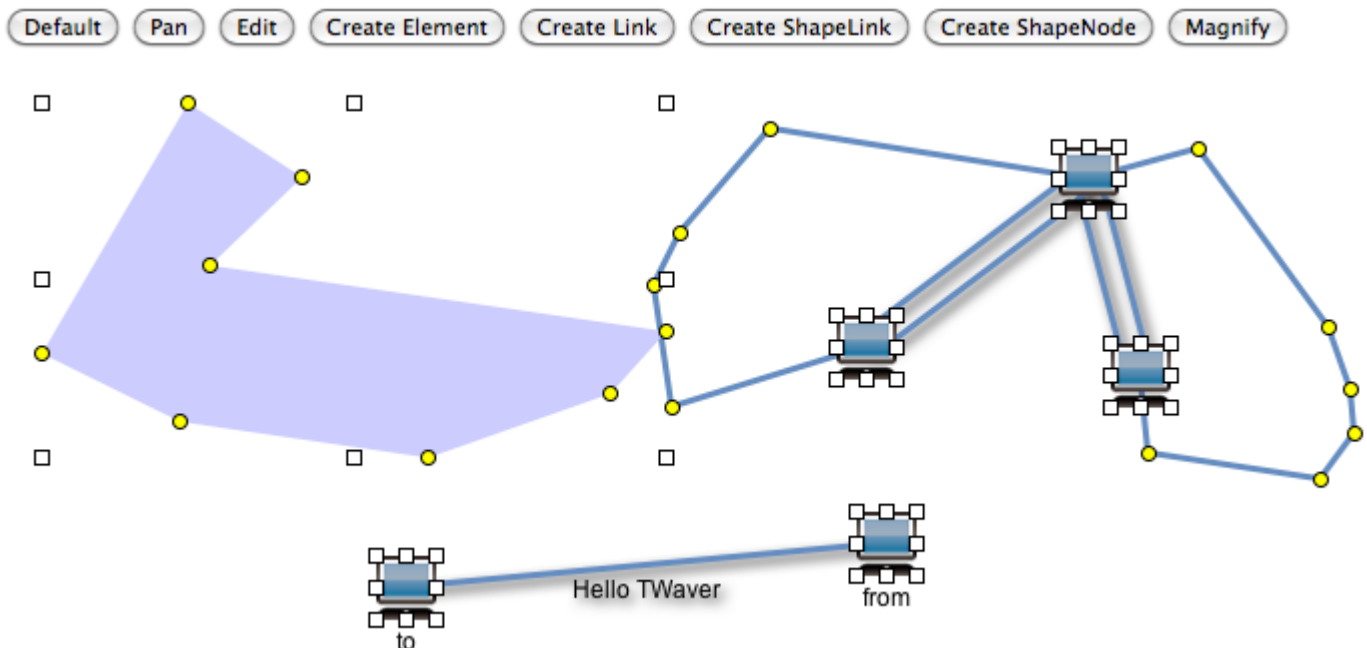 Default Pan Edit Create Element Create Link Create ShapeLink Create ShapeNode Magnify
Hello TWaver
from
to